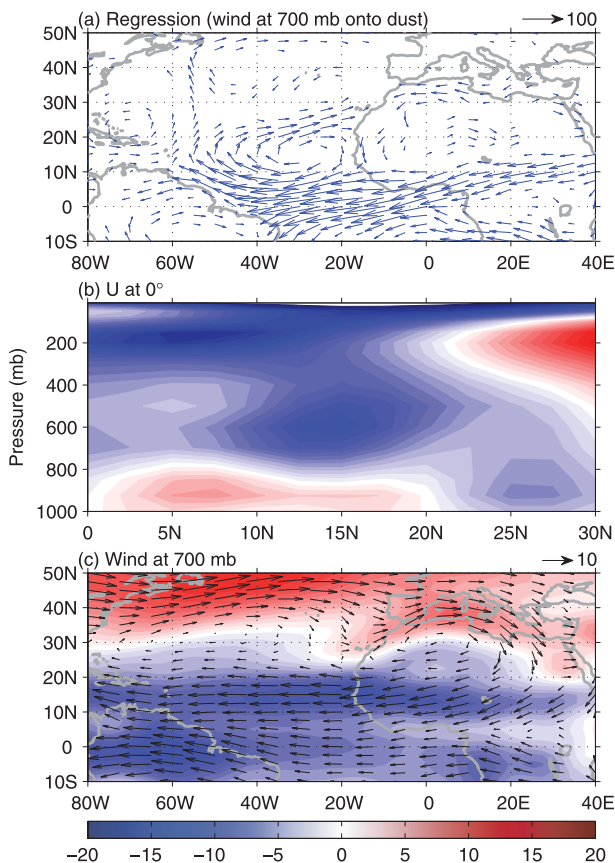 (a) Regression (wind at 700 mb onto dust) 100
50N
40N
30N
20N
10N
0
10S
80W 60W 40W 20W 0 20E 40E
(b) U at 0°
Pressure (mb)
200
400
600
800
1000
0 5N 10N 15N 20N 25N 30N
(c) Wind at 700 mb 10
50N
40N
30N
20N
10N
0
10S
80W 60W 40W 20W 0 20E 40E
−20 −15 −10 −5 0 5 10 15 20